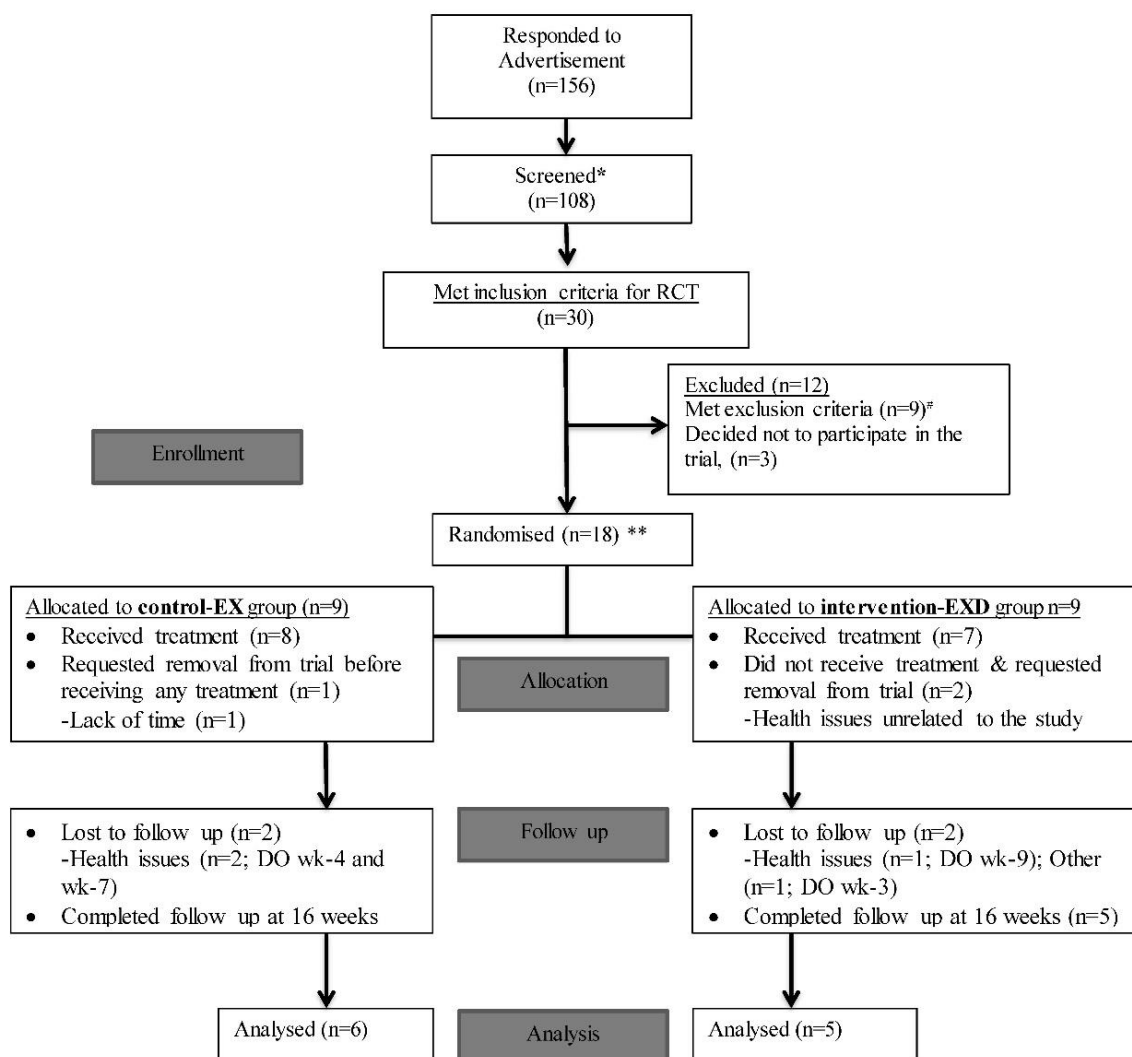 Responded to
Advertisement
(n=156)
Screened*
(n=108)
Met inclusion criteria for RCT
(n=30)
Excluded (n=12)
Met exclusion criteria (n=9)#
Decided not to participate in the
trial, (n=3)
Enrollment
Randomised (n=18) **
Allocated to control-EX group (n=9)
• Received treatment (n=8)
• Requested removal from trial before
receiving any treatment (n=1)
-Lack of time (n=1)
Allocation
Allocated to intervention-EXD group n=9
• Received treatment (n=7)
• Did not receive treatment & requested
removal from trial (n=2)
-Health issues unrelated to the study
• Lost to follow up (n=2)
-Health issues (n=2; DO wk-4 and
wk-7)
• Completed follow up at 16 weeks
Follow up
• Lost to follow up (n=2)
-Health issues (n=1; DO wk-9); Other
(n=1; DO wk-3)
• Completed follow up at 16 weeks (n=5)
Analysed (n=6)
Analysis
Analysed (n=5)